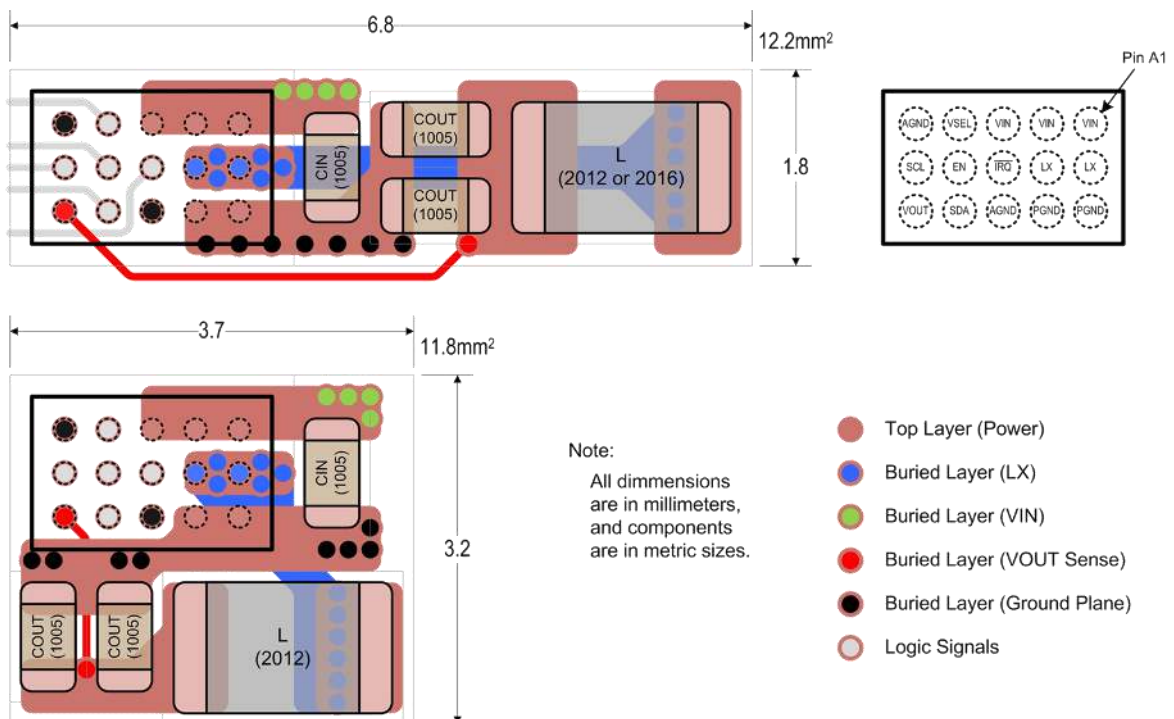 6.8
12.2mm²
Pin A1
1.8
CIN
(1005)
COUT
(1005)
COUT
(1005)
L
(2012 or 2016)
AGND VSEL VIN VIN VIN
SCL EN IRQ LX LX
VOUT SDA AGND PGND PGND
3.7
11.8mm²
3.2
CIN
(1005)
COUT
(1005)
COUT
(1005)
L
(2012)
Note:
All dimmensions
are in millimeters,
and components
are in metric sizes.
Top Layer (Power)
Buried Layer (LX)
Buried Layer (VIN)
Buried Layer (VOUT Sense)
Buried Layer (Ground Plane)
Logic Signals